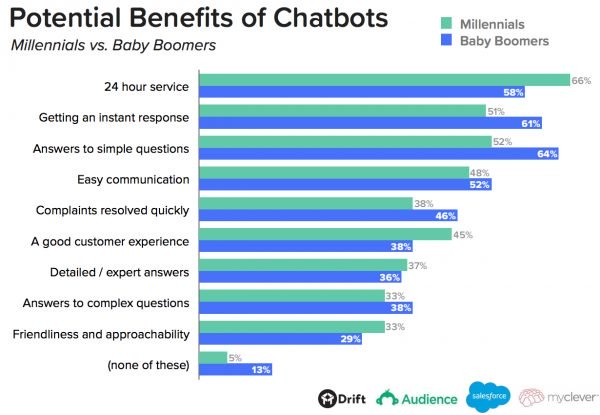 Potential Benefits of Chatbots
Millennials vs. Baby Boomers
Millennials
Baby Boomers
24 hour service
66%
58%
Getting an instant response
51%
61%
Answers to simple questions
52%
64%
Easy communication
48%
52%
Complaints resolved quickly
38%
46%
A good customer experience
45%
38%
Detailed / expert answers
37%
36%
Answers to complex questions
33%
38%
Friendliness and approachability
33%
29%
(none of these)
5%
13%
Drift
Audience
salesforce
myclever